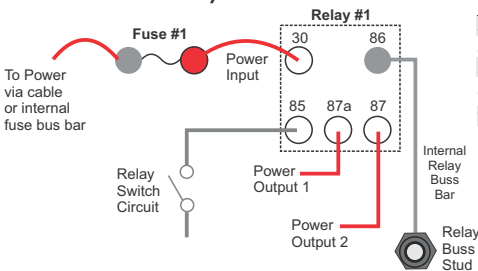 Relay #1
Fuse #1
30
86
Power
Input
To Power
via cable
or internal
fuse bus bar
85
87a
87
Internal
Relay
Buss
Bar
Relay
Switch
Circuit
Power
Output 1
Power
Output 2
Relay
Buss
Stud